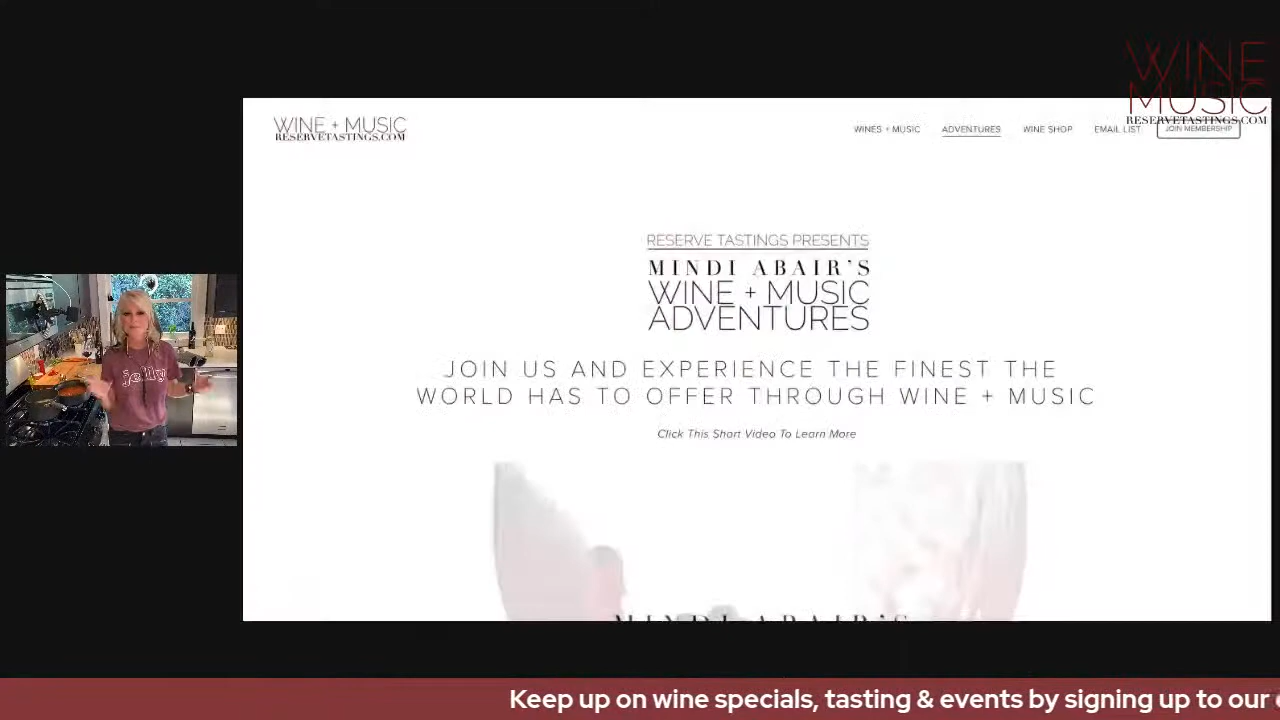 WINE
MUSIC
RESERVETASTINGS.COM
WINE + MUSIC
RESERVETASTINGS.COM
WINES + MUSIC
ADVENTURES
WINE SHOP
EMAIL LIST
JOIN MEMBERSHIP
RESERVE TASTINGS PRESENTS
MINDI ABAIR'S
WINE + MUSIC
ADVENTURES
JOIN US AND EXPERIENCE THE FINEST THE
WORLD HAS TO OFFER THROUGH WINE + MUSIC
Click This Short Video To Learn More
MINDI ABAIR'S
jelly
Keep up on wine specials, tasting & events by signing up to our